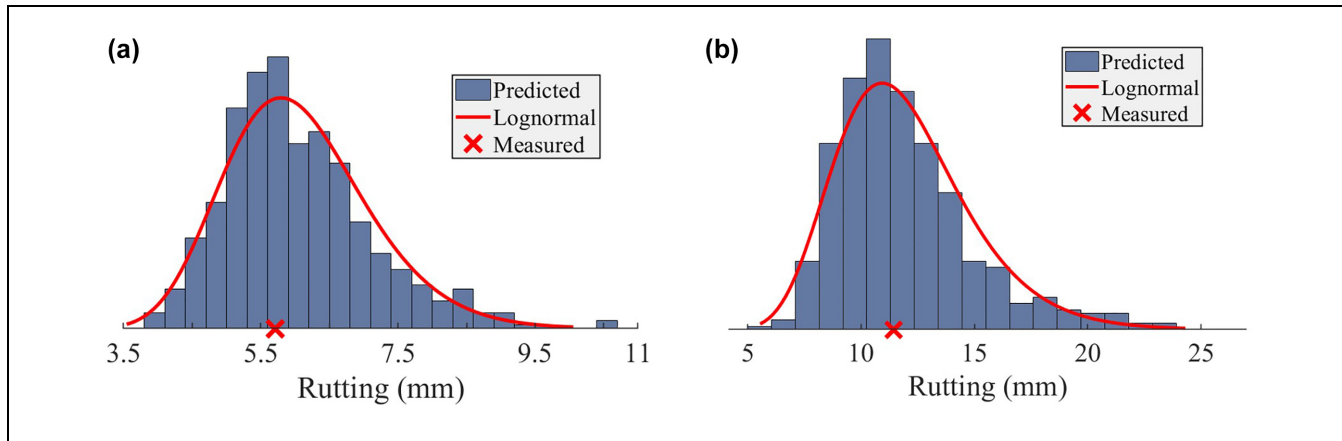 (a)
Predicted
Lognormal
Measured
3.5 5.5 7.5 9.5 11
Rutting (mm)
(b)
Predicted
Lognormal
Measured
5 10 15 20 25
Rutting (mm)